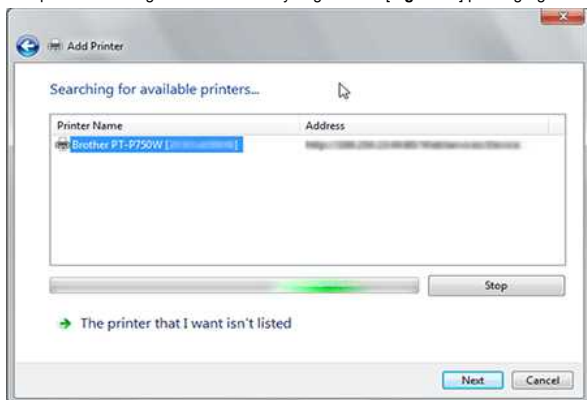 Add Printer
Searching for available printers...
Printer Name Address
Brother PT-P750W [ ]
Stop
The printer that I want isn't listed
Next Cancel